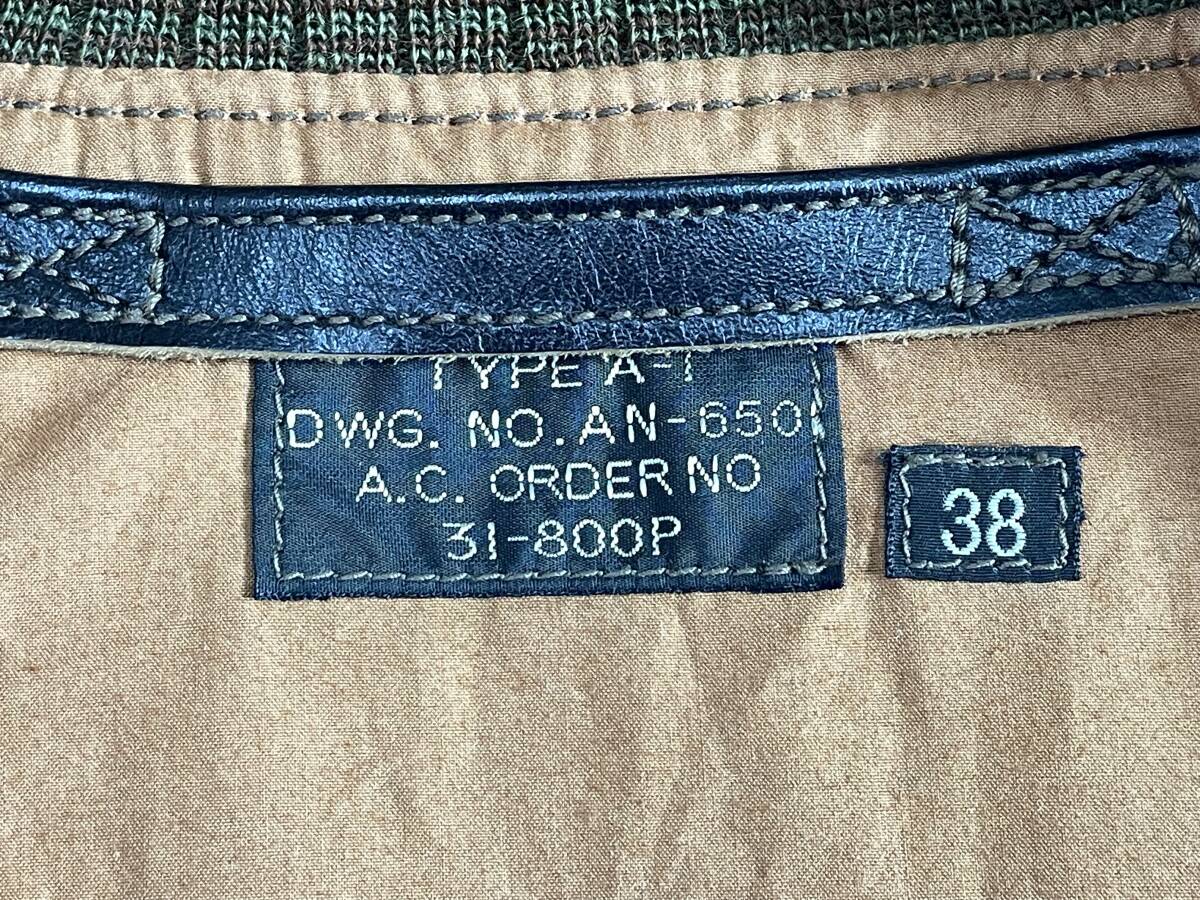 TYPE A-1
DWG. NO. AN-650
A.C. ORDER NO
31-800P
38